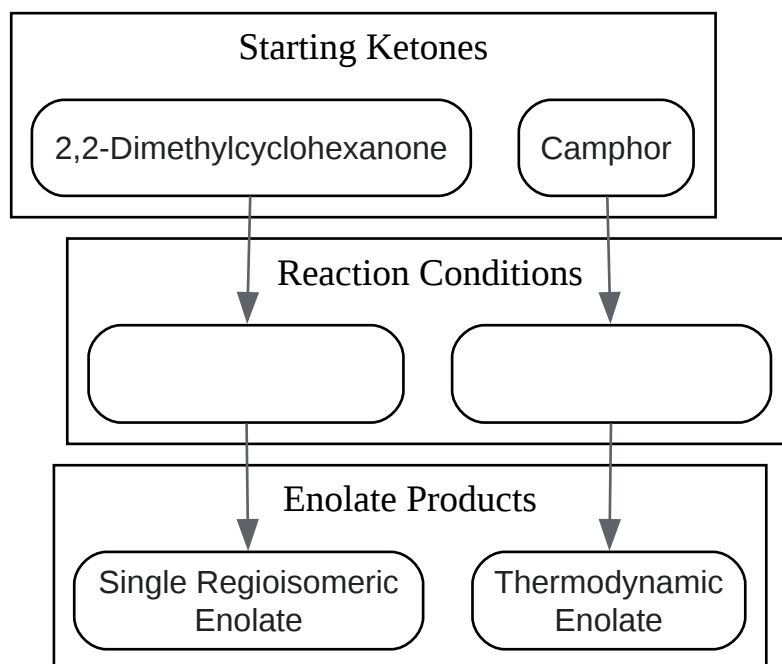 Starting Ketones
2,2-Dimethylcyclohexanone
Camphor
Reaction Conditions
Enolate Products
Single Regioisomeric
Enolate
Thermodynamic
Enolate